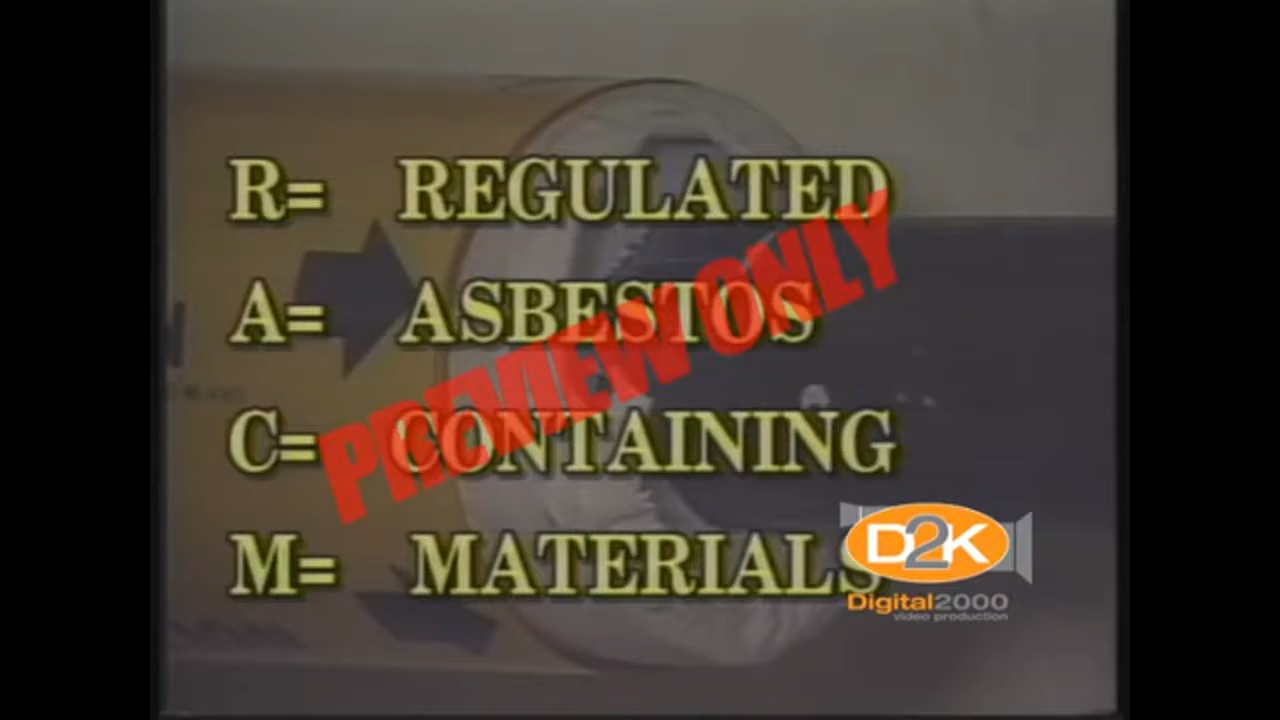 R= REGULATED
A= ASBESTOS
C= CONTAINING
M= MATERIALS
PREVIEW ONLY
D2K
Digital2000
video production